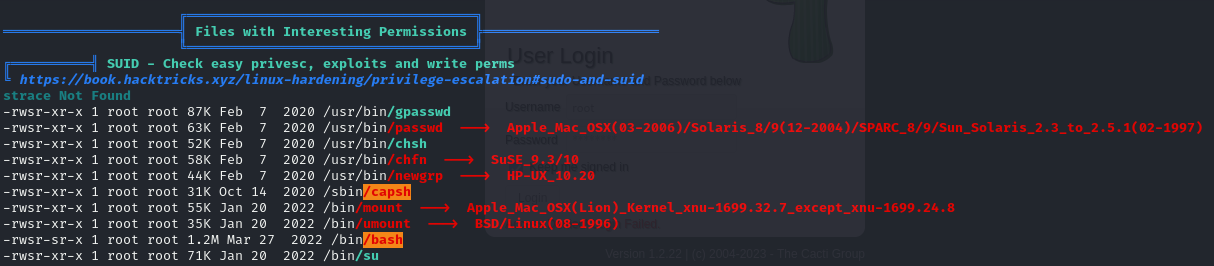 Files with Interesting Permissions
SUID - Check easy privesc, exploits and write perms
https://book.hacktricks.xyz/linux-hardening/privilege-escalation#sudo-and-suid
strace Not Found
-rwsr-xr-x 1 root root 87K Feb  7  2020 /usr/bin/gpasswd
-rwsr-xr-x 1 root root 63K Feb  7  2020 /usr/bin/passwd  --->  Apple_Mac_OSX(03-2006)/Solaris_8/9(12-2004)/SPARC_8/9/Sun_Solaris_2.3_to_2.5.1(02-1997)
-rwsr-xr-x 1 root root 52K Feb  7  2020 /usr/bin/chsh
-rwsr-xr-x 1 root root 58K Feb  7  2020 /usr/bin/chfn  --->  SuSE_9.3/10
-rwsr-xr-x 1 root root 44K Feb  7  2020 /usr/bin/newgrp  --->  HP-UX_10.20
-rwsr-xr-x 1 root root 31K Oct 14  2020 /sbin/capsh
-rwsr-xr-x 1 root root 55K Jan 20  2022 /bin/mount  --->  Apple_Mac_OSX(Lion)_Kernel_xnu-1699.32.7_except_xnu-1699.24.8
-rwsr-xr-x 1 root root 35K Jan 20  2022 /bin/umount  --->  BSD/Linux(08-1996)
-rwsr-sr-x 1 root root 1.2M Mar 27  2022 /bin/bash
-rwsr-xr-x 1 root root 71K Jan 20  2022 /bin/su
User Login
Password below
Username
Password
Version 1.2.22 | (c) 2004-2023 - The Cacti Group